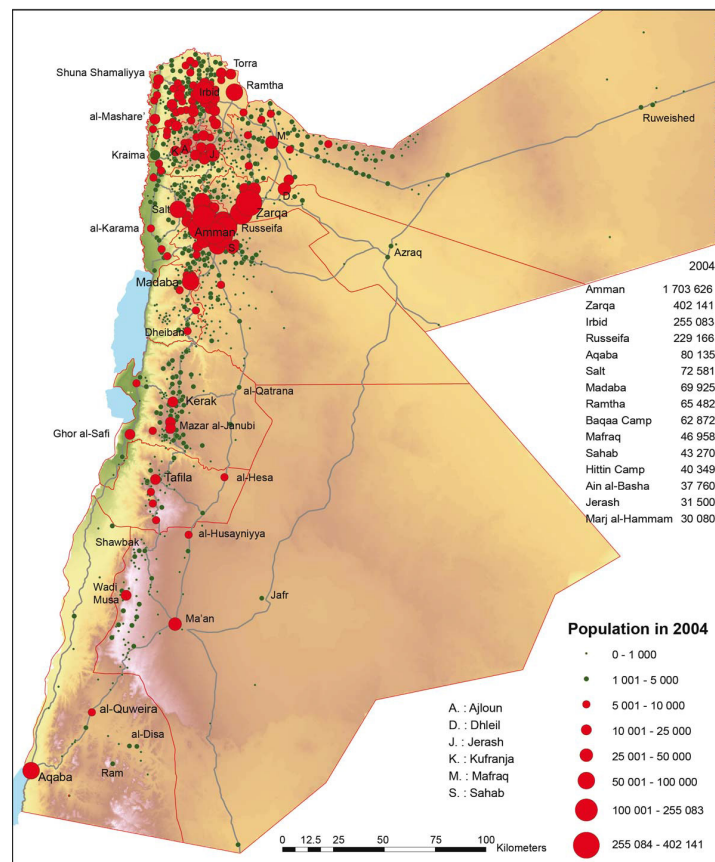 Torra
Shuna Shamaliyya
Ramtha
Irbid
al-Mashare'
Ruweished
M.
Kraima
K.
A.
J.
D.
Salt
Zarqa
al-Karama
Russeifa
Amman
S.
Azraq
Madaba
Dheiban
al-Qatrana
Kerak
Mazar al-Janubi
Ghor al-Safi
Tafila
al-Hesa
al-Husayniyya
Shawbak
Wadi
Musa
Jafr
Ma'an
al-Quweira
al-Disa
Ram
Aqaba
2004
Amman 1 703 626
Zarqa 402 141
Irbid 255 083
Russeifa 229 166
Aqaba 80 135
Salt 72 581
Madaba 69 925
Ramtha 65 482
Baqaa Camp 62 872
Mafraq 46 958
Sahab 43 270
Hittin Camp 40 349
Ain al-Basha 37 760
Jerash 31 500
Marj al-Hammam 30 080
Population in 2004
0 - 1 000
1 001 - 5 000
5 001 - 10 000
10 001 - 25 000
25 001 - 50 000
50 001 - 100 000
100 001 - 255 083
255 084 - 402 141
A. : Ajloun
D. : Dhleil
J. : Jerash
K. : Kufranja
M. : Mafraq
S. : Sahab
0 12.5 25 50 75 100
Kilometers